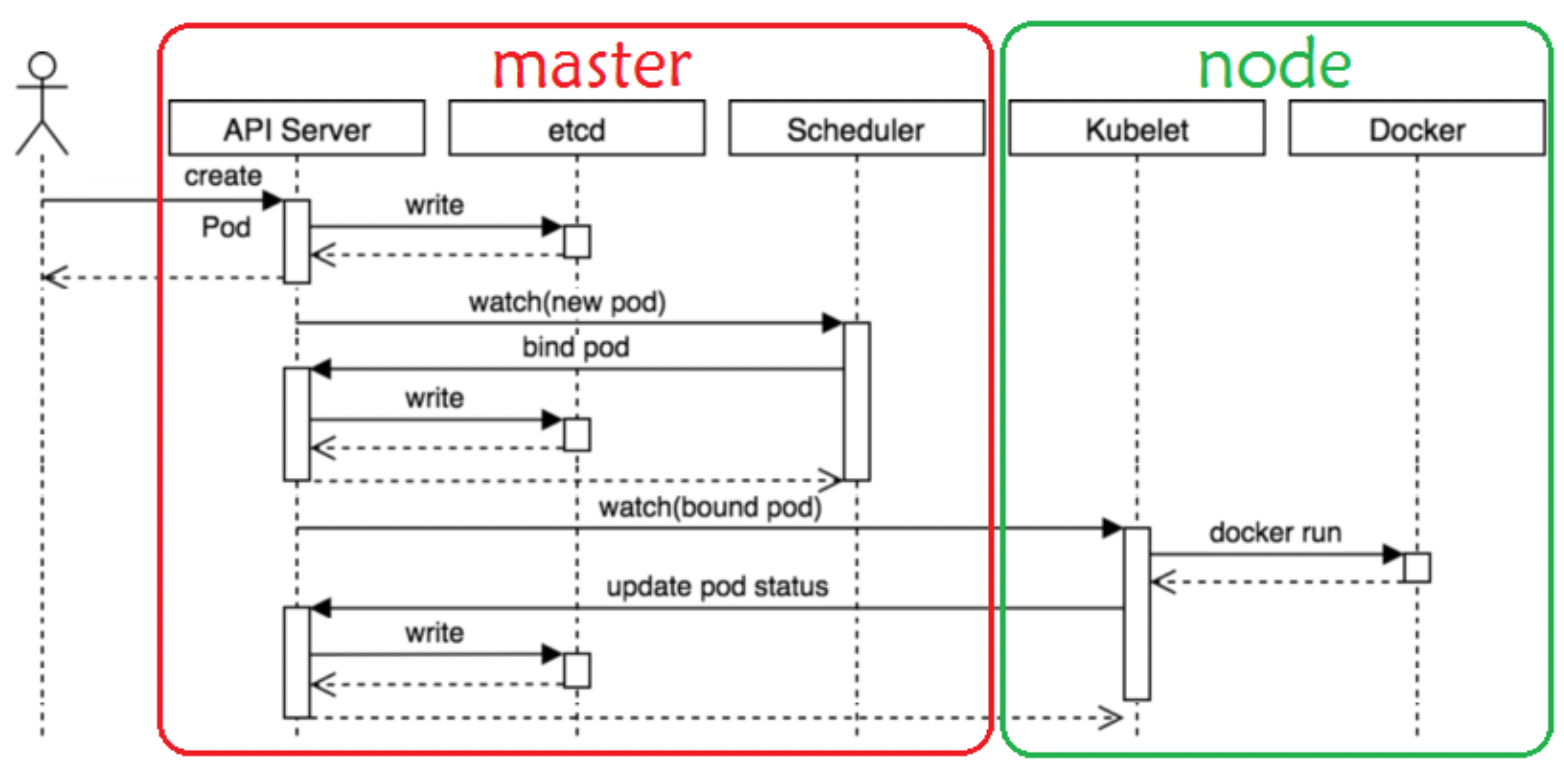 master
node
API Server
etcd
Scheduler
Kubelet
Docker
create
Pod
write
watch(new pod)
bind pod
write
watch(bound pod)
docker run
update pod status
write